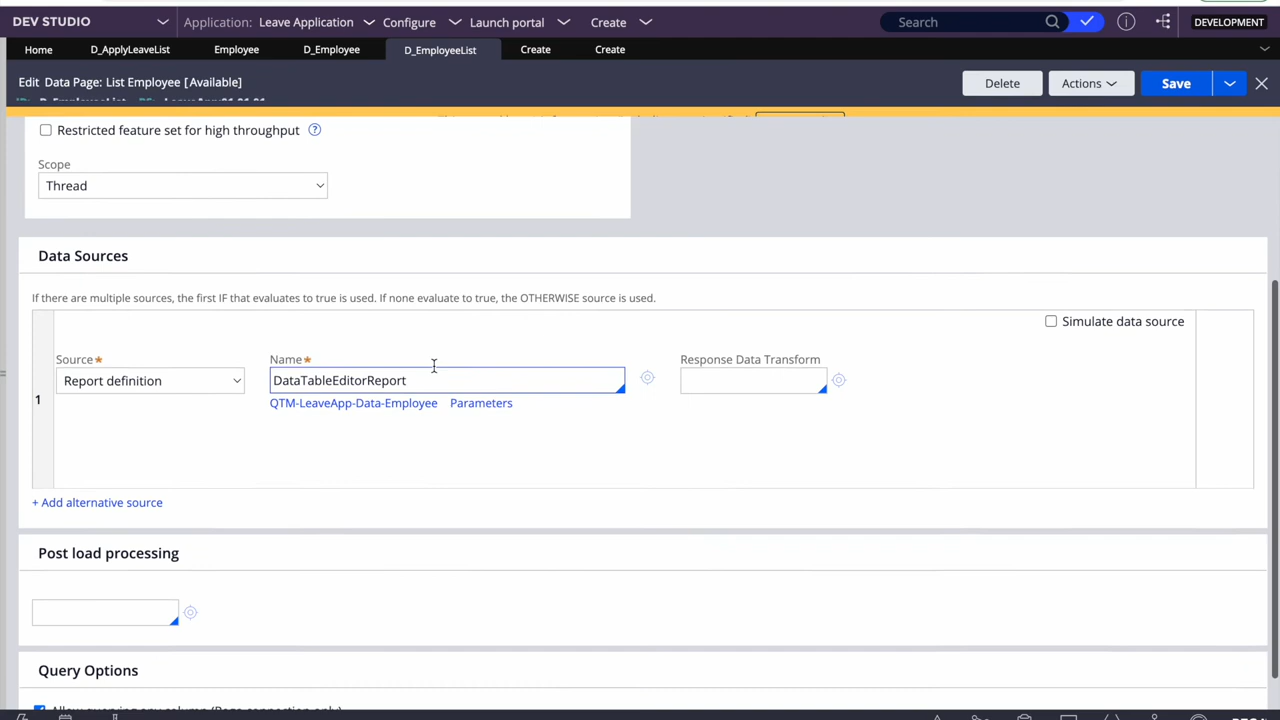 DEV STUDIO Application: Leave Application Configure Launch portal Create Search DEVELOPMENT
Home D_ApplyLeaveList Employee D_Employee D_EmployeeList Create Create
Edit Data Page: List Employee [Available] Delete Actions Save
Restricted feature set for high throughput ?
Scope
Thread
Data Sources
If there are multiple sources, the first IF that evaluates to true is used. If none evaluate to true, the OTHERWISE source is used.
Simulate data source
Source* Name* Response Data Transform
1 Report definition DataTableEditorReport
QTM-LeaveApp-Data-Employee Parameters
+ Add alternative source
Post load processing
Query Options